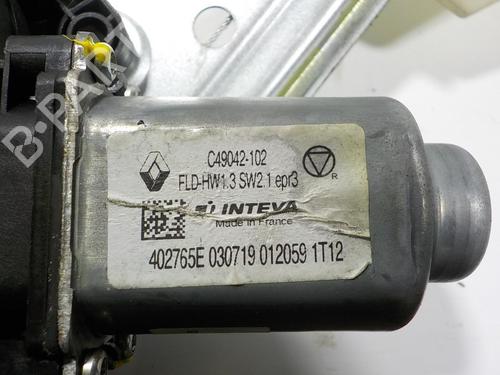 C49042-102
FLD-HW1.3 SW2.1 epr3
R
INTEVA
Made in France
402765E 030719 012059 1T12
B-PARTS